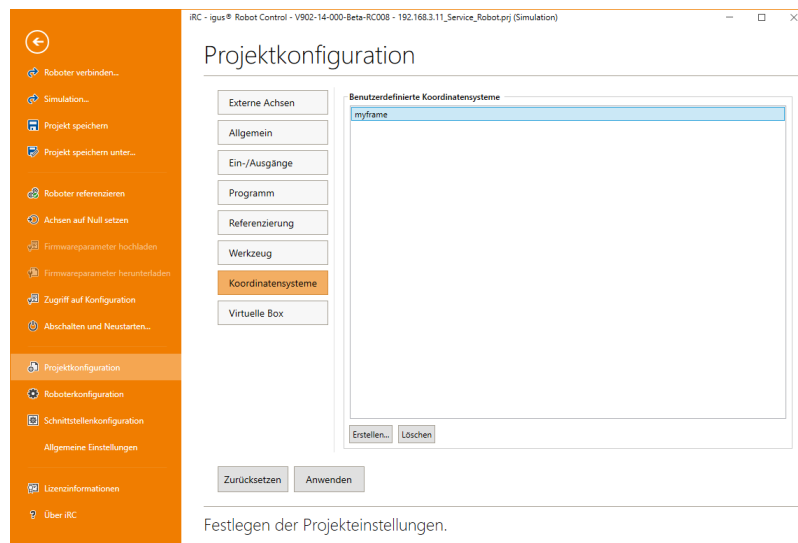 iRC - igus® Robot Control - V902-14-000-Beta-RC008 - 192.168.3.11_Service_Robot.prj (Simulation)
Roboter verbinden...
Simulation...
Projekt speichern
Projekt speichern unter...
Roboter referenzieren
Achsen auf Null setzen
Firmwareparameter hochladen
Firmwareparameter herunterladen
Zugriff auf Konfiguration
Abschalten und Neustarten...
Projektkonfiguration
Roboterkonfiguration
Schnittstellenkonfiguration
Allgemeine Einstellungen
Lizenzinformationen
Über iRC
Projektkonfiguration
Externe Achsen
Allgemein
Ein-/Ausgänge
Programm
Referenzierung
Werkzeug
Koordinatensysteme
Virtuelle Box
Benutzerdefinierte Koordinatensysteme
myframe
Erstellen... Löschen
Zurücksetzen Anwenden
Festlegen der Projekteinstellungen.